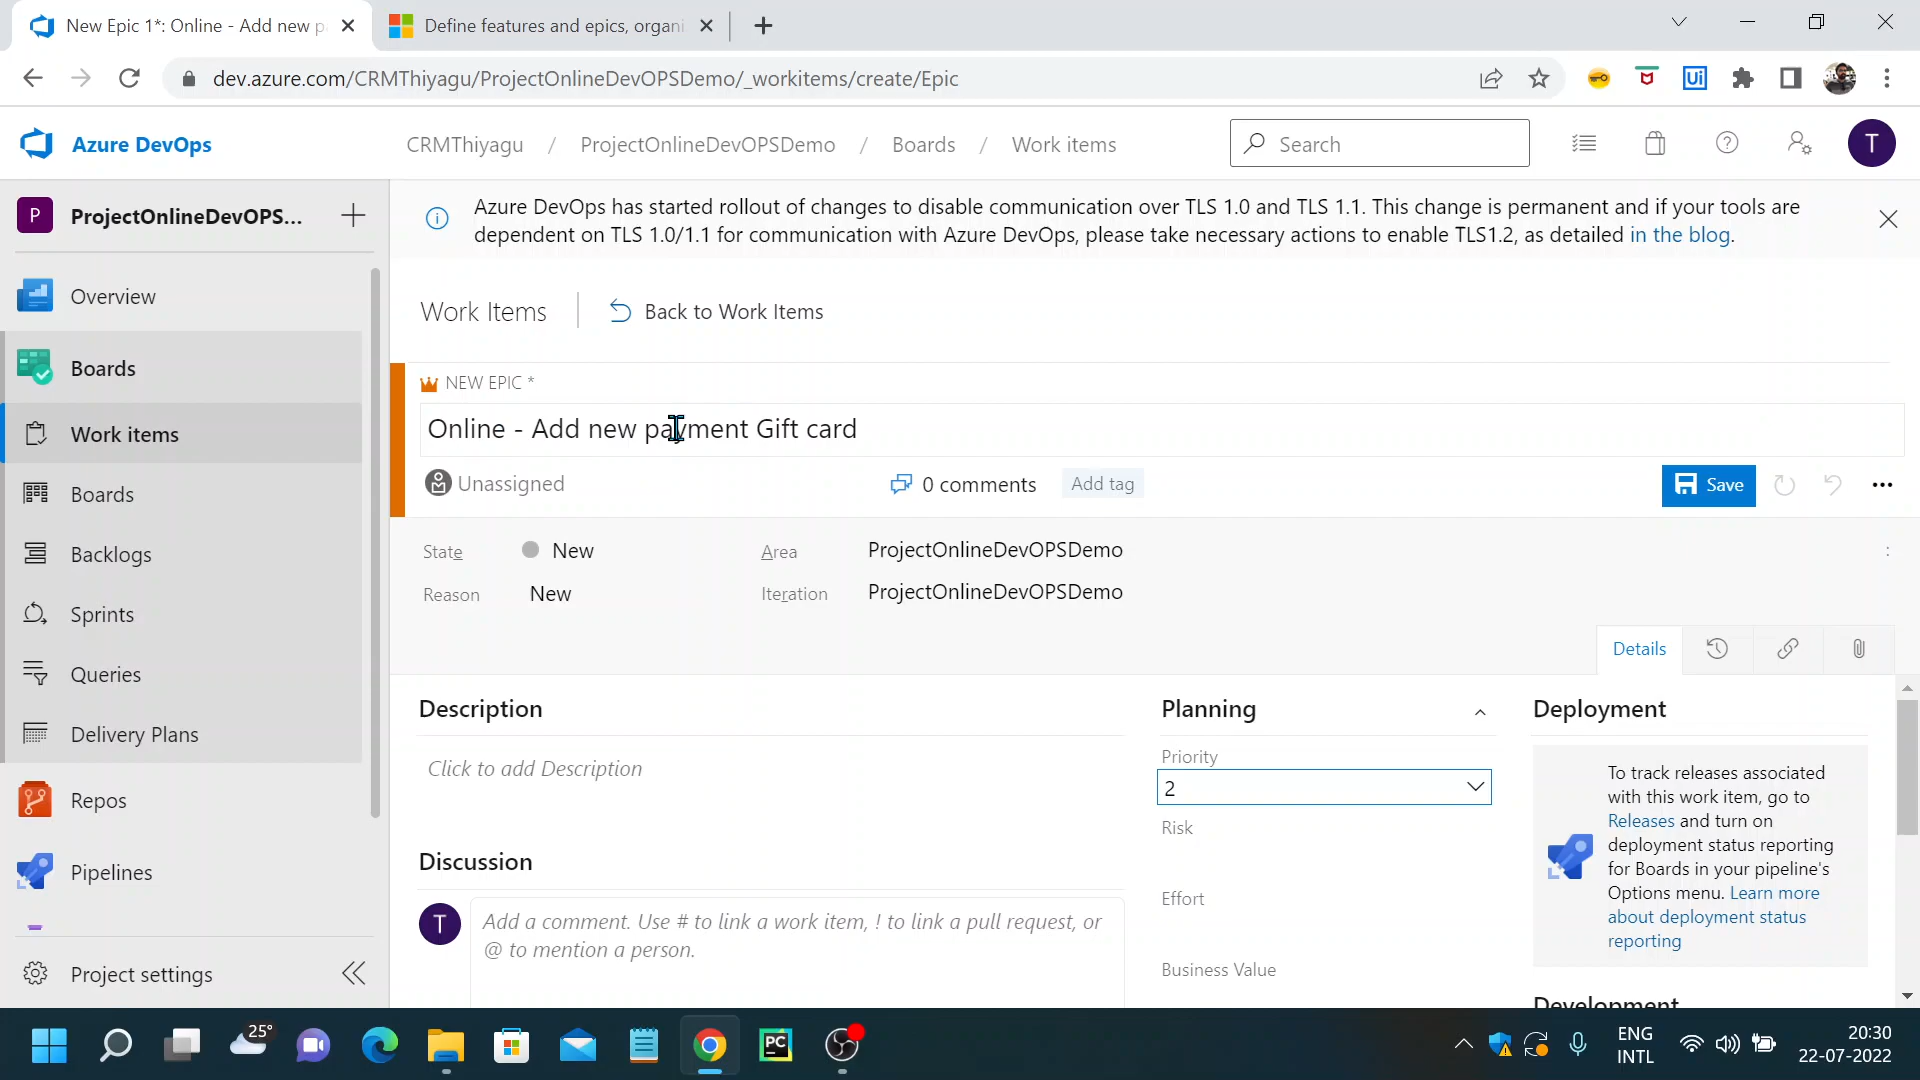 New Epic 1*: Online - Add new p
Define features and epics, organi
dev.azure.com/CRMThiyagu/ProjectOnlineDevOPSDemo/_workitems/create/Epic
Ui
Azure DevOps
CRMThiyagu / ProjectOnlineDevOPSDemo / Boards / Work items
Search
T
P
ProjectOnlineDevOPS...
Azure DevOps has started rollout of changes to disable communication over TLS 1.0 and TLS 1.1. This change is permanent and if your tools are
dependent on TLS 1.0/1.1 for communication with Azure DevOps, please take necessary actions to enable TLS1.2, as detailed in the blog.
Overview
Boards
Work items
Boards
Backlogs
Sprints
Queries
Delivery Plans
Repos
Pipelines
Project settings
Work Items
Back to Work Items
NEW EPIC *
Online - Add new payment Gift card
Unassigned
0 comments
Add tag
Save
State
New
Area
ProjectOnlineDevOPSDemo
Reason
New
Iteration
ProjectOnlineDevOPSDemo
Details
Description
Click to add Description
Discussion
T
Add a comment. Use # to link a work item, ! to link a pull request, or
@ to mention a person.
Planning
Priority
2
Risk
Effort
Business Value
Deployment
To track releases associated
with this work item, go to
Releases and turn on
deployment status reporting
for Boards in your pipeline's
Options menu. Learn more
about deployment status
reporting
Development
25°
PC
ENG
INTL
20:30
22-07-2022